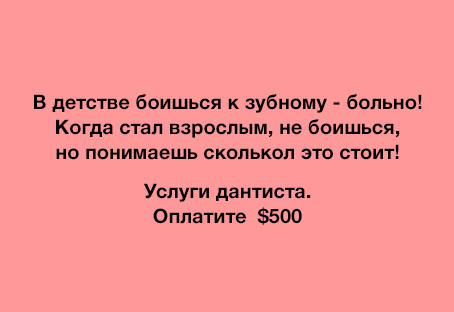 В детстве боишься к зубному - больно!
Когда стал взрослым, не боишься,
но понимаешь сколькол это стоит!
Услуги дантиста.
Оплатите $500